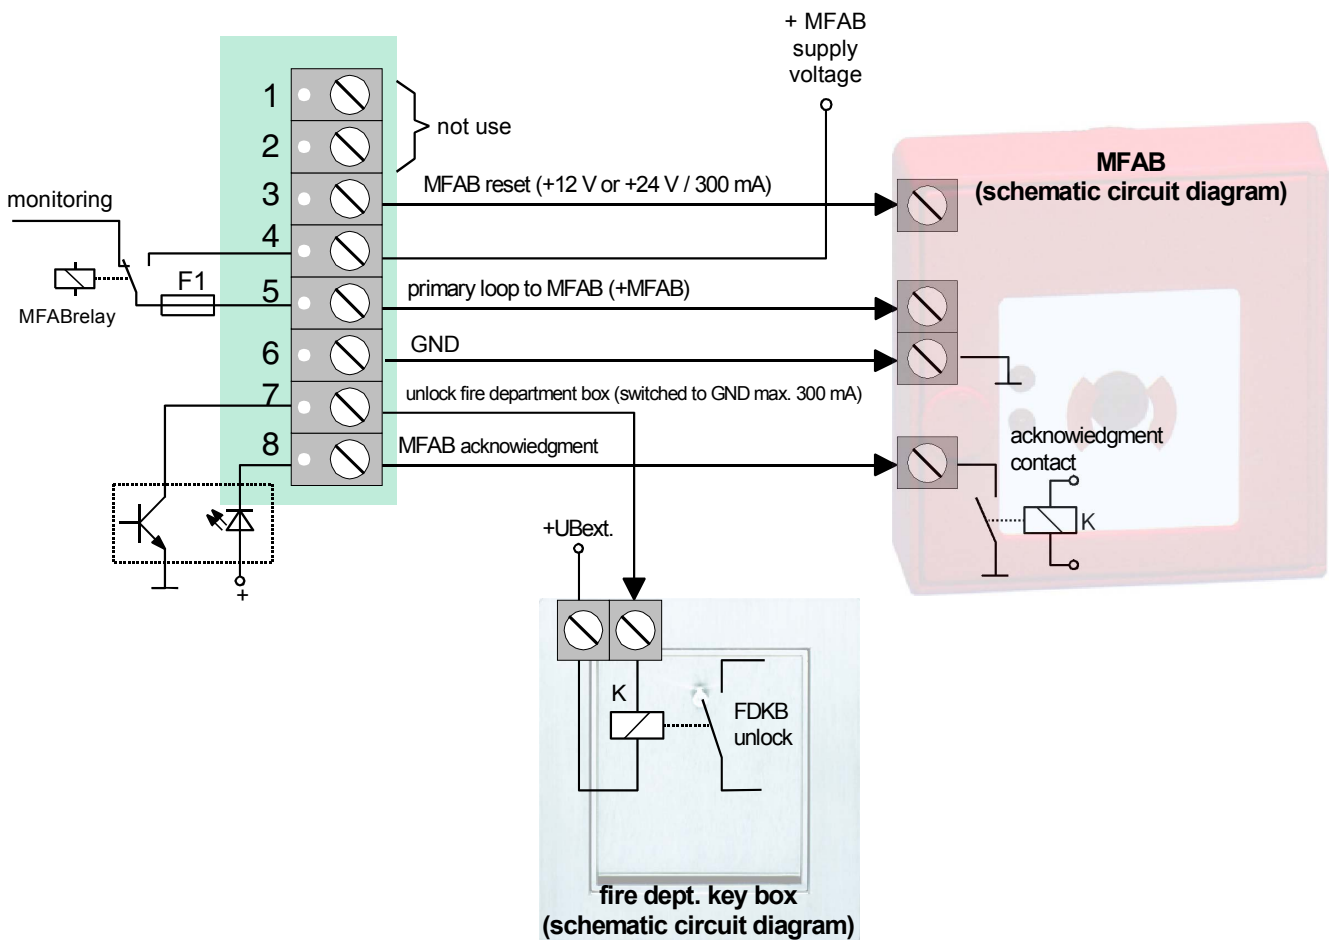 + MFAB
supply
voltage
1
2
not use
3
MFAB reset (+12 V or +24 V / 300 mA)
MFAB
(schematic circuit diagram)
monitoring
4
F1
5
primary loop to MFAB (+MFAB)
MFABrelay
6
GND
7
unlock fire department box (switched to GND max. 300 mA)
8
MFAB acknowiedgment
acknowiedgment
contact
K
+UBext.
+
K
FDKB
unlock
fire dept. key box
(schematic circuit diagram)